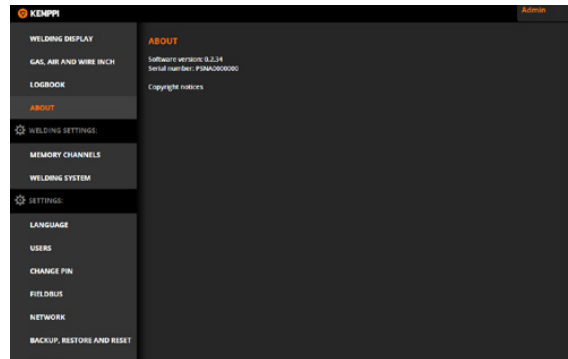 KEMPPI
Admin
WELDING DISPLAY
GAS, AIR AND WIRE INCH
LOGBOOK
ABOUT
WELDING SETTINGS:
MEMORY CHANNELS
WELDING SYSTEM
SETTINGS:
LANGUAGE
USERS
CHANGE PIN
FIELDBUS
NETWORK
BACKUP, RESTORE AND RESET
ABOUT
Software version: 0.2.34
Serial number: PSNA0000000
Copyright notices